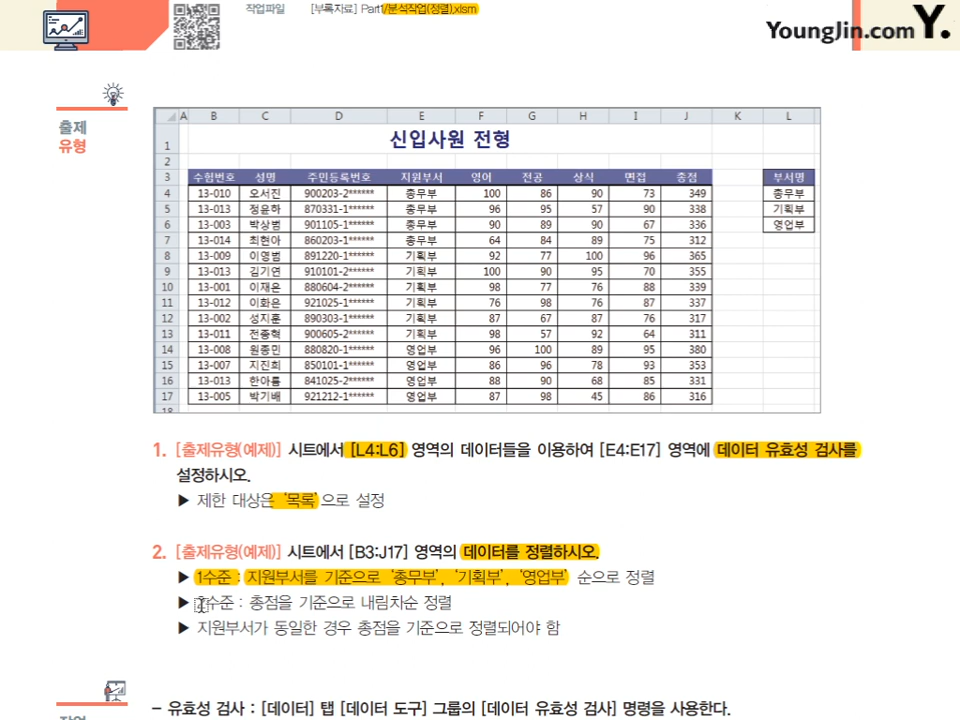 작업파일 [부록자료] Part1/분석작업(정렬).xlsm
YoungJin.com Y.
출제
유형
A B C D E F G H I J K L
1 신입사원 전형
2
3 수험번호 성명 주민등록번호 지원부서 영어 전공 상식 면접 총점 부서명
4 13-010 오서진 900203-2****** 총무부 100 86 90 73 349 총무부
5 13-013 정윤하 870331-1****** 총무부 96 95 57 90 338 기획부
6 13-003 박상범 901105-1****** 총무부 90 89 90 67 336 영업부
7 13-014 최현아 860203-1****** 총무부 64 84 89 75 312
8 13-009 이영범 891220-1****** 기획부 92 77 100 96 365
9 13-013 김기연 910101-2****** 기획부 100 90 95 70 355
10 13-001 이재온 880604-2****** 기획부 98 77 76 88 339
11 13-012 이화은 921025-1****** 기획부 76 98 76 87 337
12 13-002 성지훈 890303-1****** 기획부 87 67 87 76 317
13 13-011 전종혁 900605-2****** 기획부 98 57 92 64 311
14 13-008 원종민 880820-1****** 영업부 96 100 89 95 380
15 13-007 지진희 850101-1****** 영업부 86 96 78 93 353
16 13-013 한아름 841025-2****** 영업부 88 90 68 85 331
17 13-005 박기배 921212-1****** 영업부 87 98 45 86 316
18
1. [출제유형(예제)] 시트에서 [L4:L6] 영역의 데이터들을 이용하여 [E4:E17] 영역에 데이터 유효성 검사를
설정하시오.
▶ 제한 대상은 ‘목록’으로 설정
2. [출제유형(예제)] 시트에서 [B3:J17] 영역의 데이터를 정렬하시오.
▶ 1수준 : 지원부서를 기준으로 ‘총무부’, ‘기획부’, ‘영업부’ 순으로 정렬
▶ 2수준 : 총점을 기준으로 내림차순 정렬
▶ 지원부서가 동일한 경우 총점을 기준으로 정렬되어야 함
– 유효성 검사 : [데이터] 탭 [데이터 도구] 그룹의 [데이터 유효성 검사] 명령을 사용한다.